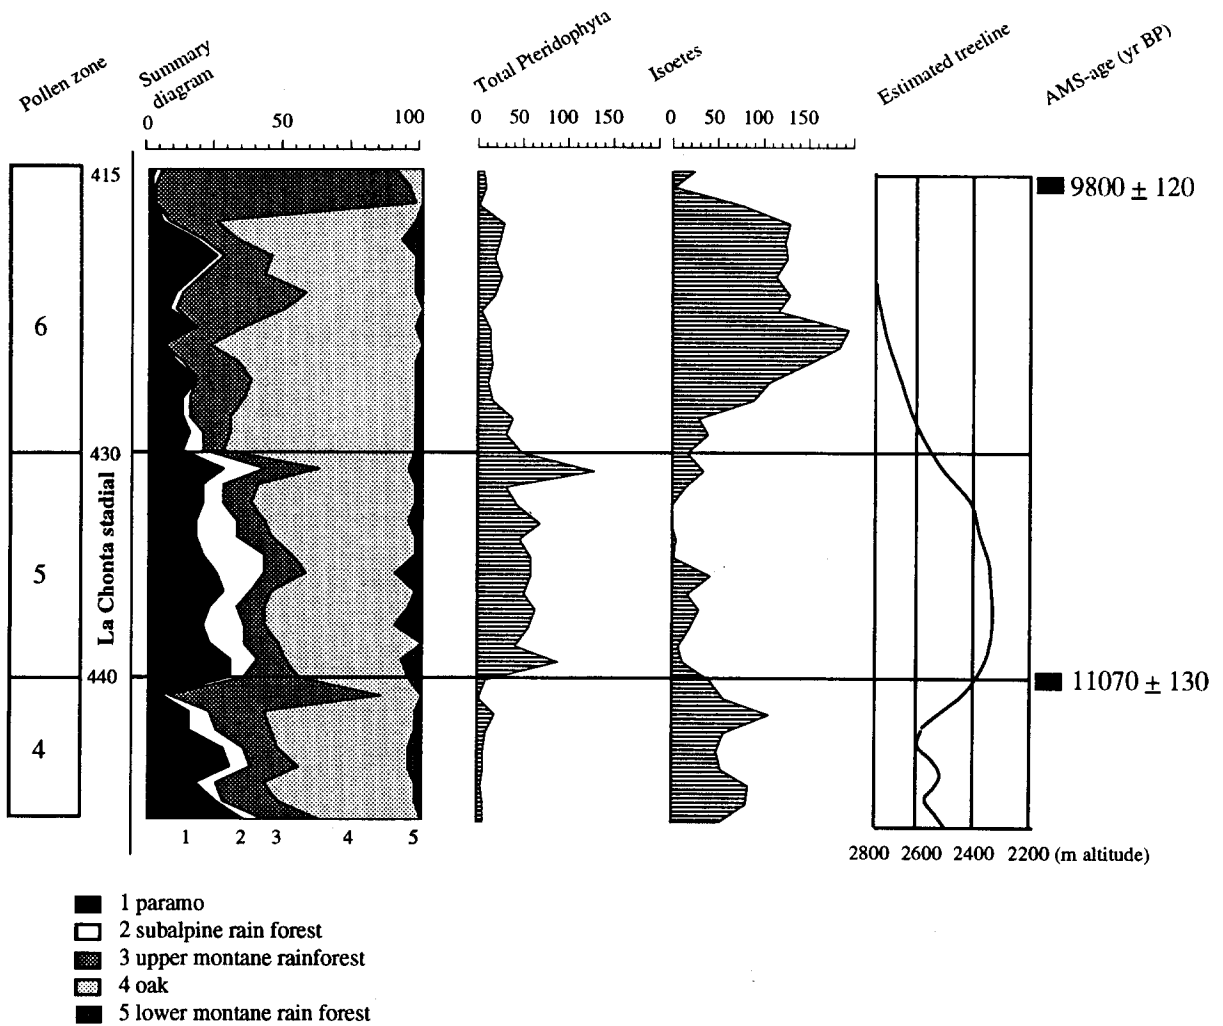 Pollen zone
Summary
diagram
Total Pteridophyta
Isoetes
Estimated treeline
AMS-age (yr BP)
0 50 100
0 50 100 150
0 50 100 150
415
430
440
La Chonta stadial
6
5
4
9800 ± 120
11070 ± 130
1 2 3 4 5
2800 2600 2400 2200 (m altitude)
1 paramo
2 subalpine rain forest
3 upper montane rainforest
4 oak
5 lower montane rain forest